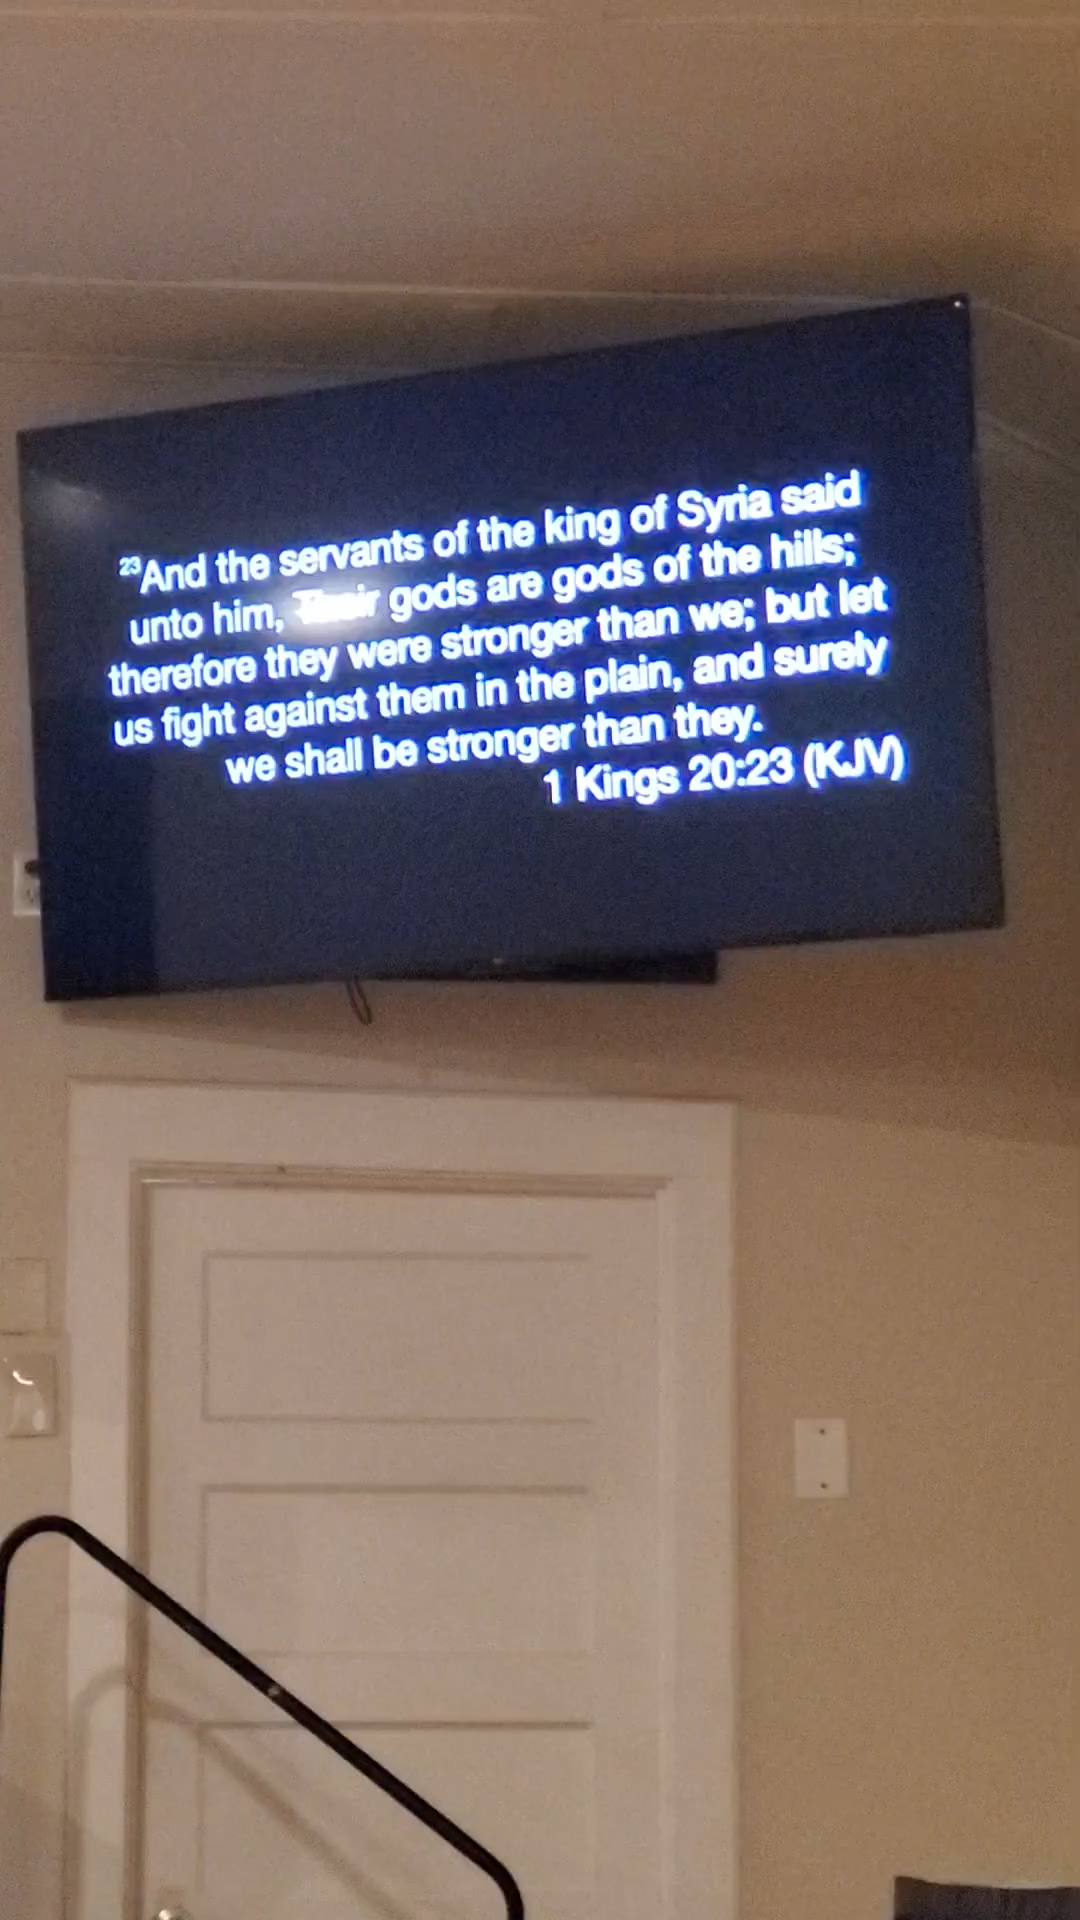 23And the servants of the king of Syria said
unto him, Their gods are gods of the hills;
therefore they were stronger than we; but let
us fight against them in the plain, and surely
we shall be stronger than they.
1 Kings 20:23 (KJV)